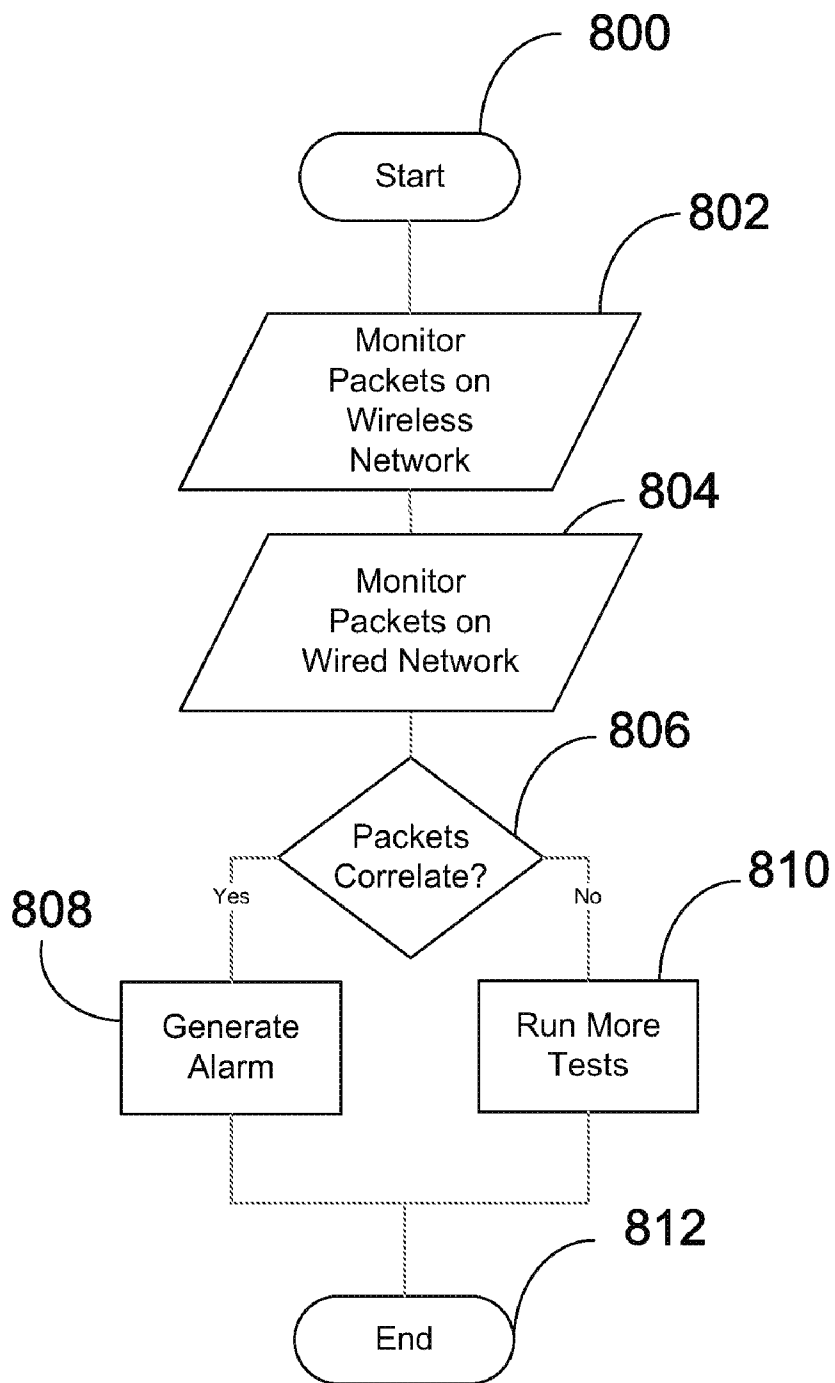 800
Start
802
Monitor
Packets on
Wireless
Network
804
Monitor
Packets on
Wired Network
806
Packets
Correlate?
Yes
No
808
810
Generate
Alarm
Run More
Tests
812
End